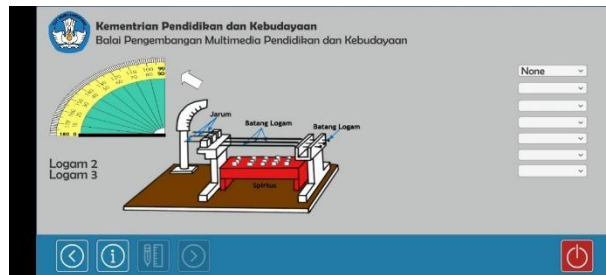 Kementrian Pendidikan dan Kebudayaan
Balai Pengembangan Multimedia Pendidikan dan Kebudayaan
None
Jarum
Batang Logam
Batang Logam
Logam 2
Logam 3
Spiritus